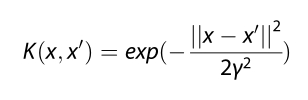 K(x, x′) = exp(−||x − x′||² / 2γ²)